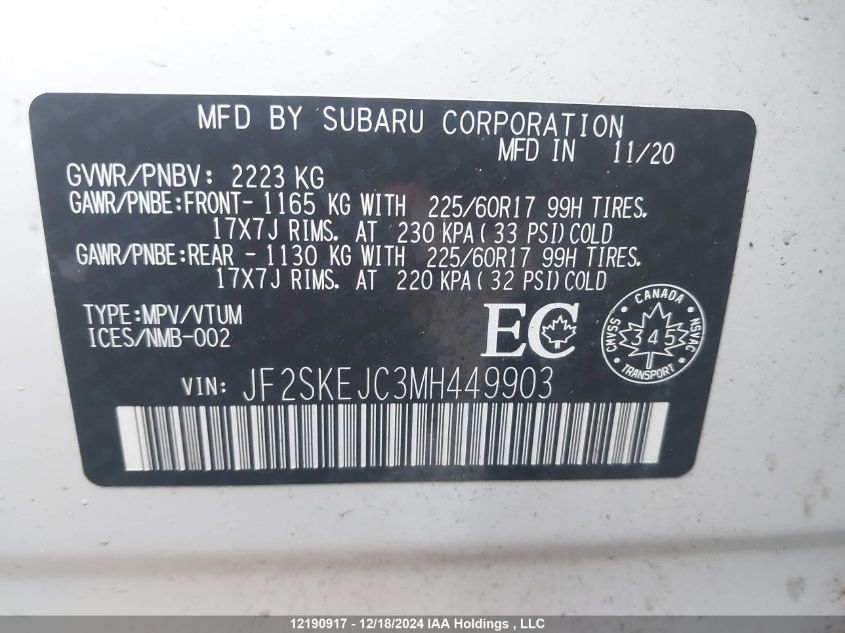 MFD BY SUBARU CORPORATION
MFD IN 11/20
GVWR/PNBV: 2223 KG
GAWR/PNBE:FRONT- 1165 KG WITH 225/60R17 99H TIRES.
17X7J RIMS. AT 230 KPA( 33 PSI)COLD
GAWR/PNBE:REAR - 1130 KG WITH 225/60R17 99H TIRES.
17X7J RIMS. AT 220 KPA( 32 PSI)COLD
TYPE:MPV/VTUM
ICES/NMB-002
EC
CANADA
CMVSS 345 NSVAC
TRANSPORT
VIN: JF2SKEJC3MH449903
12190917 - 12/18/2024 IAA Holdings , LLC